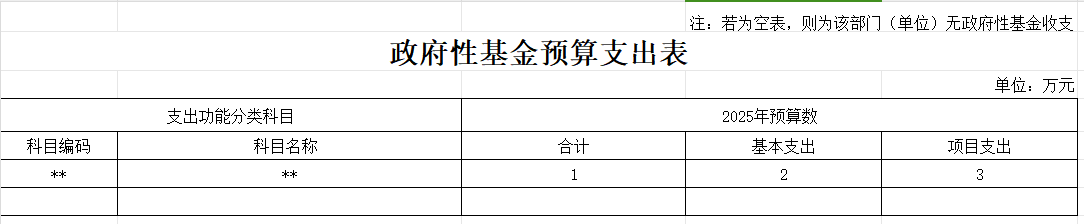 注：若为空表，则为该部门（单位）无政府性基金收支
政府性基金预算支出表
单位：万元
支出功能分类科目 2025年预算数
科目编码 科目名称 合计 基本支出 项目支出
** ** 1 2 3